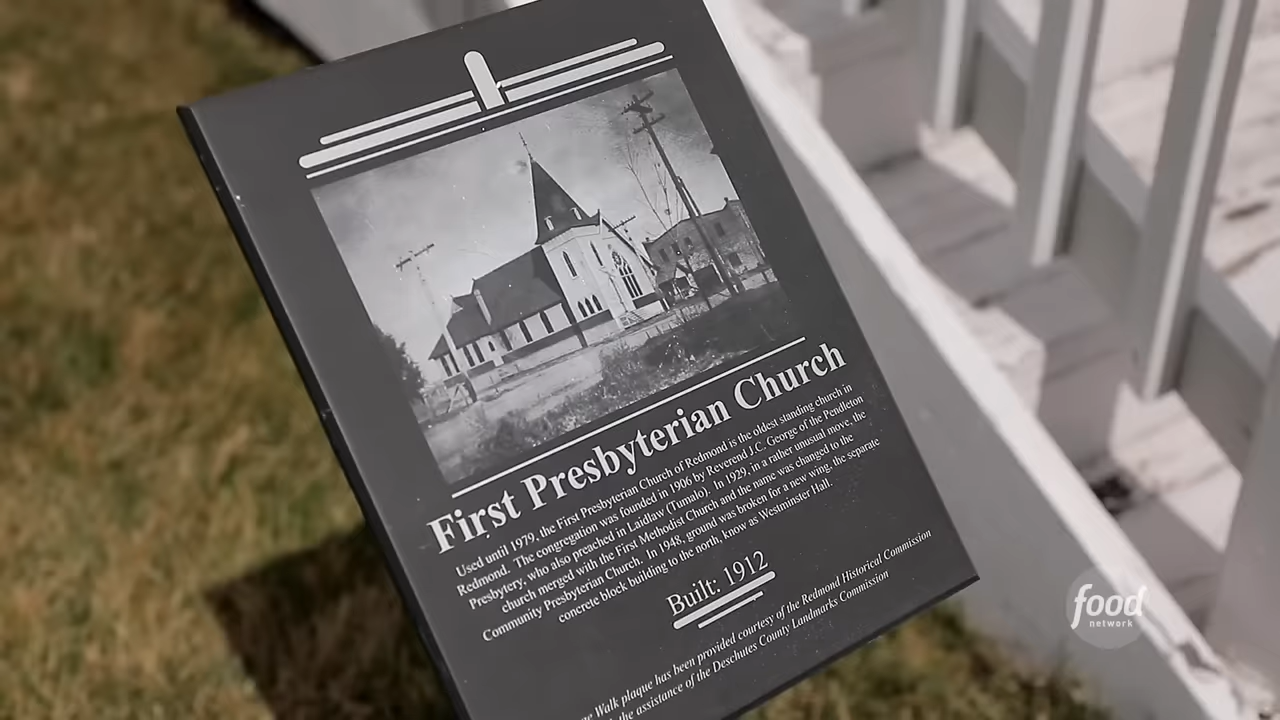 First Presbyterian Church
Used until 1979, the First Presbyterian Church of Redmond is the oldest standing church in
Redmond. The congregation was founded in 1906 by Reverend J.C. George of the Pendleton
Presbytery, who also preached in Laidlaw (Tumalo). In 1929, in a rather unusual move, the
church merged with the First Methodist Church and the name was changed to the
Community Presbyterian Church. In 1948, ground was broken for a new wing, the separate
concrete block building to the north, know as Westminster Hall.
Built: 1912
Walk plaque has been provided courtesy of the Redmond Historical Commission
the assistance of the Deschutes County Landmarks Commission
food
network